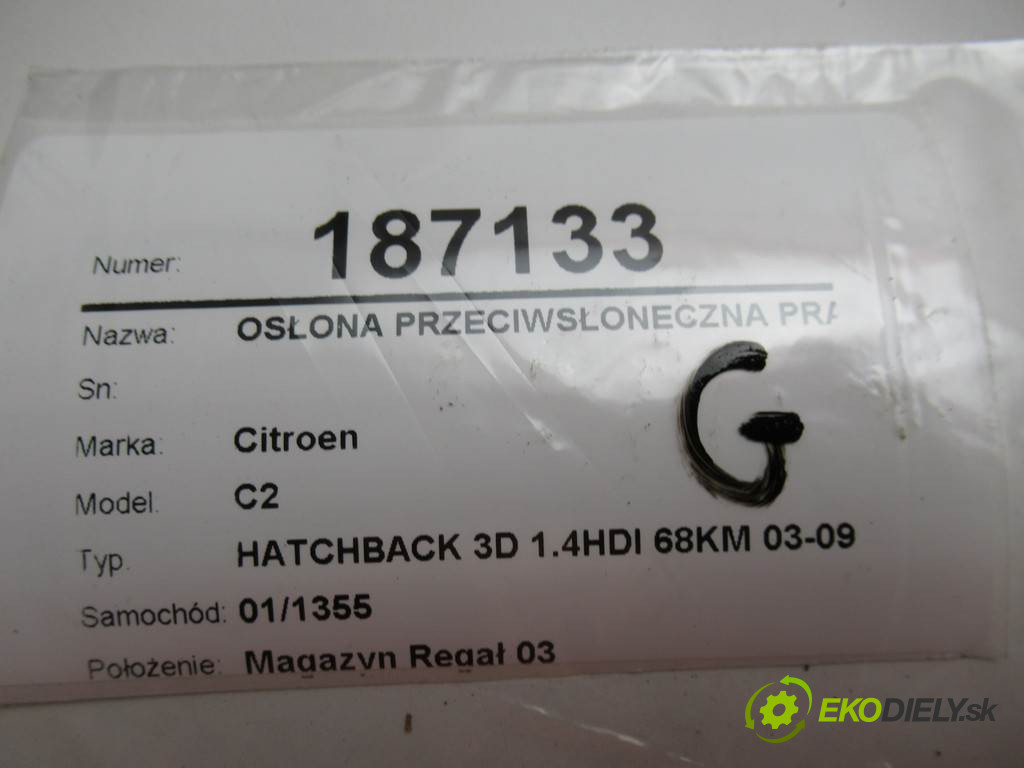 Numer: 187133
Nazwa: OSŁONA PRZECIWSŁONECZNA PRA
Sn:
Marka: Citroen
Model. C2
Typ. HATCHBACK 3D 1.4HDI 68KM 03-09
Samochód: 01/1355
Położenie: Magazyn Regał 03
G
EKODIELY.sk